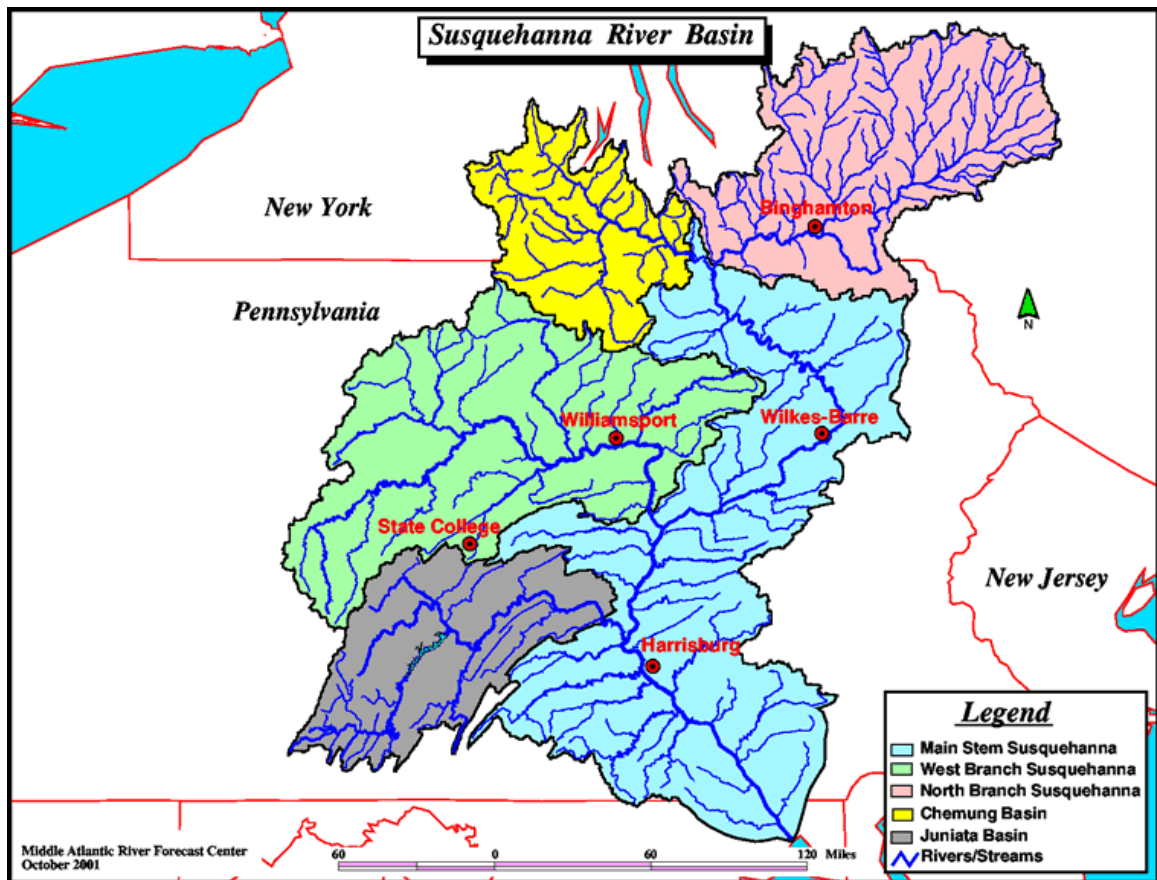 Susquehanna River Basin
New York
Binghamton
Pennsylvania
N
Williamsport
Wilkes-Barre
State College
New Jersey
Harrisburg
Legend
Main Stem Susquehanna
West Branch Susquehanna
North Branch Susquehanna
Chemung Basin
Juniata Basin
Rivers/Streams
Middle Atlantic River Forecast Center
October 2001
60 0 60 120 Miles